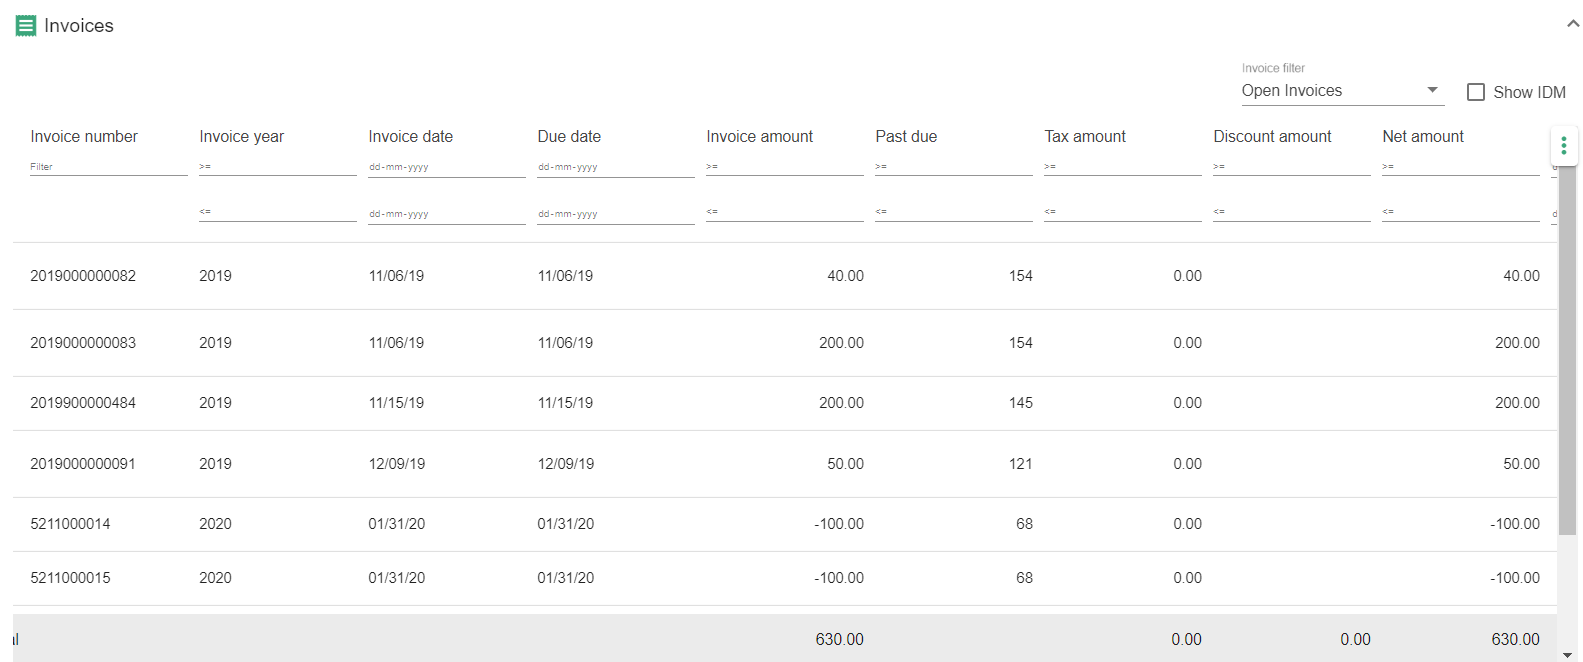 Invoices
Invoice filter
Open Invoices
Show IDM
Invoice number Invoice year Invoice date Due date Invoice amount Past due Tax amount Discount amount Net amount
Filter >= dd-mm-yyyy dd-mm-yyyy >= >= >= >= >=
<= dd-mm-yyyy dd-mm-yyyy <= <= <= <= <=
2019000000082 2019 11/06/19 11/06/19 40.00 154 0.00 40.00
2019000000083 2019 11/06/19 11/06/19 200.00 154 0.00 200.00
2019900000484 2019 11/15/19 11/15/19 200.00 145 0.00 200.00
2019000000091 2019 12/09/19 12/09/19 50.00 121 0.00 50.00
5211000014 2020 01/31/20 01/31/20 -100.00 68 0.00 -100.00
5211000015 2020 01/31/20 01/31/20 -100.00 68 0.00 -100.00
630.00 0.00 0.00 630.00